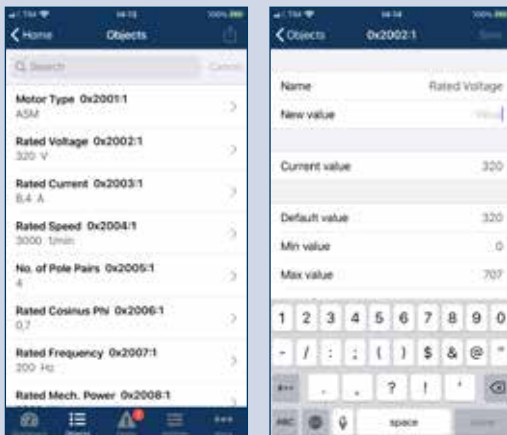 Home Objects
Search Cancel
Motor Type 0x2001:1
ASM
Rated Voltage 0x2002:1
320 V
Rated Current 0x2003:1
8,4 A
Rated Speed 0x2004:1
3000 1/min
No. of Pole Pairs 0x2005:1
4
Rated Cosinus Phi 0x2006:1
0,7
Rated Frequency 0x2007:1
200 Hz
Rated Mech. Power 0x2008:1
Objects
Objects 0x2002:1 Save
Name Rated Voltage
New value Value
Current value 320
Default value 320
Min value 0
Max value 707
1 2 3 4 5 6 7 8 9 0
- / : ; ( ) $ & @ "
#+= . , ? ! '
ABC space